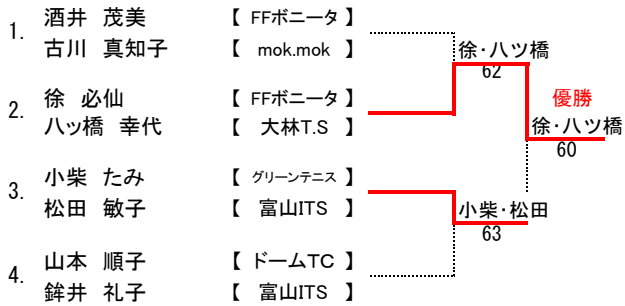 1.
酒井　茂美　【 FFボニータ 】
古川　真知子　【 mok.mok 】
徐・八ツ橋
62
2.
徐　必仙　【 FFボニータ 】
八ッ橋　幸代　【 大林T.S 】
優勝
徐・八ツ橋
60
3.
小柴　たみ　【 グリーンテニス 】
松田　敏子　【 富山ITS 】
小柴・松田
63
4.
山本　順子　【 ドームTC 】
鉾井　礼子　【 富山ITS 】